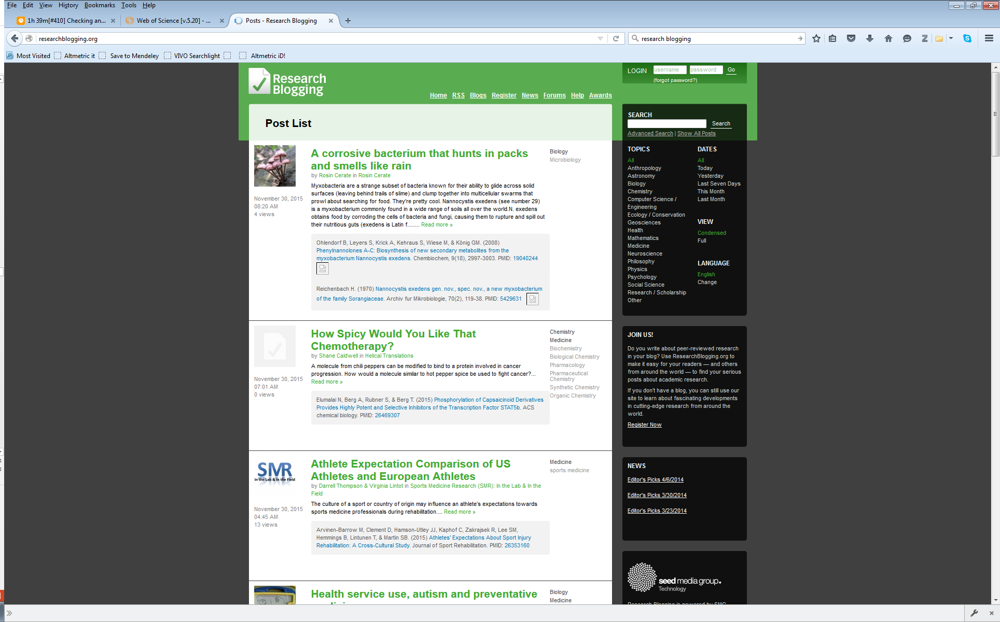 File Edit View History Bookmarks Tools Help
1h 39m[#410] Checking an...
Web of Science [v.5.20] - ...
Posts - Research Blogging
researchblogging.org
research blogging
Most Visited
Altmetric it
Save to Mendeley
VIVO Searchlight
Altmetric iD!
Research
Blogging
LOGIN username password Go
(forgot password?)
Home RSS Blogs Register News Forums Help Awards
Post List
A corrosive bacterium that hunts in packs
and smells like rain
by Rosin Cerate in Rosin Cerate
Myxobacteria are a strange subset of bacteria known for their ability to glide across solid
surfaces (leaving behind trails of slime) and clump together into multicellular swarms that
prowl about searching for food. They're pretty cool. Nannocystis exedens (see number 29)
is a myxobacterium commonly found in a wide range of soils all over the world.N. exedens
obtains food by corroding the cells of bacteria and fungi, causing them to rupture and spill out
their nutritious guts (exedens is Latin f........ Read more »
November 30, 2015
08:20 AM
4 views
Biology
Microbiology
Ohlendorf B, Leyers S, Krick A, Kehraus S, Wiese M, & König GM. (2008)
Phenylnannolones A-C: Biosynthesis of new secondary metabolites from the
myxobacterium Nannocystis exedens. Chembiochem, 9(18), 2997-3003. PMID: 19040244
Reichenbach H. (1970) Nannocystis exedens gen. nov., spec. nov., a new myxobacterium
of the family Sorangiaceae. Archiv fur Mikrobiologie, 70(2), 119-38. PMID: 5429631
How Spicy Would You Like That
Chemotherapy?
by Shane Caldwell in Helical Translations
A molecule from chili peppers can be modified to bind to a protein involved in cancer
progression. How would a molecule similar to hot pepper spice be used to fight cancer?...
Read more »
November 30, 2015
07:01 AM
0 views
Chemistry
Medicine
Biochemistry
Biological Chemistry
Pharmacology
Pharmaceutical
Chemistry
Synthetic Chemistry
Organic Chemistry
Elumalai N, Berg A, Rubner S, & Berg T. (2015) Phosphorylation of Capsaicinoid Derivatives
Provides Highly Potent and Selective Inhibitors of the Transcription Factor STAT5b. ACS
chemical biology. PMID: 26469307
SMR
In the Lab & In the Field
Athlete Expectation Comparison of US
Athletes and European Athletes
by Darrell Thompson & Virginia Lintot in Sports Medicine Research (SMR): In the Lab & In the
Field
The culture of a sport or country of origin may influence an athlete's expectations towards
sports medicine professionals during rehabilitation.... Read more »
November 30, 2015
04:45 AM
13 views
Medicine
sports medicine
Arvinen-Barrow M, Clement D, Hamson-Utley JJ, Kaphof C, Zakrajsek R, Lee SM,
Hemmings B, Lintunen T, & Martin SB. (2015) Athletes' Expectations About Sport Injury
Rehabilitation: A Cross-Cultural Study. Journal of Sport Rehabilitation. PMID: 26353160
Health service use, autism and preventative
Biology
Medicine
SEARCH
Search
Advanced Search | Show All Posts
TOPICS
All
Anthropology
Astronomy
Biology
Chemistry
Computer Science /
Engineering
Ecology / Conservation
Geosciences
Health
Mathematics
Medicine
Neuroscience
Philosophy
Physics
Psychology
Social Science
Research / Scholarship
Other
DATES
All
Today
Yesterday
Last Seven Days
This Month
Last Month
VIEW
Condensed
Full
LANGUAGE
English
Change
JOIN US!
Do you write about peer-reviewed research
in your blog? Use ResearchBlogging.org to
make it easy for your readers — and others
from around the world — to find your serious
posts about academic research.
If you don't have a blog, you can still use our
site to learn about fascinating developments
in cutting-edge research from around the
world.
Register Now
NEWS
Editor's Picks 4/6/2014
Editor's Picks 3/30/2014
Editor's Picks 3/23/2014
seed media group.
Technology
Research Blogging is powered by SMG